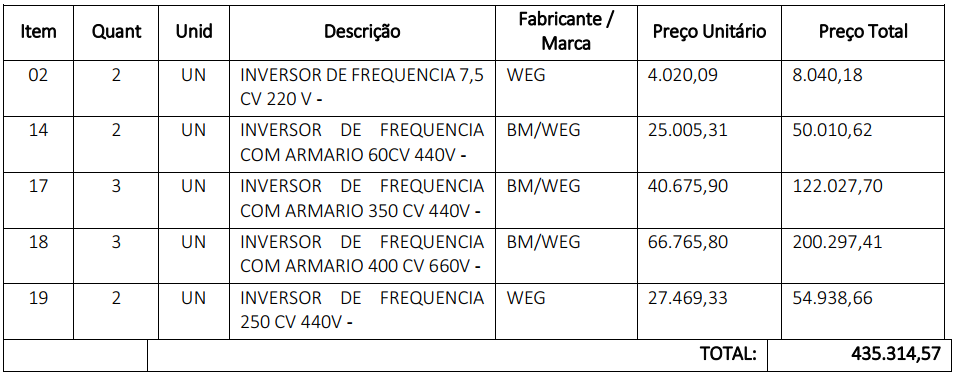 Item Quant Unid Descrição Fabricante / Marca Preço Unitário Preço Total
02 2 UN INVERSOR DE FREQUENCIA 7,5 WEG 4.020,09 8.040,18
CV 220 V -
14 2 UN INVERSOR DE FREQUENCIA BM/WEG 25.005,31 50.010,62
COM ARMARIO 60CV 440V -
17 3 UN INVERSOR DE FREQUENCIA BM/WEG 40.675,90 122.027,70
COM ARMARIO 350 CV 440V -
18 3 UN INVERSOR DE FREQUENCIA BM/WEG 66.765,80 200.297,41
COM ARMARIO 400 CV 660V -
19 2 UN INVERSOR DE FREQUENCIA WEG 27.469,33 54.938,66
250 CV 440V -
TOTAL: 435.314,57